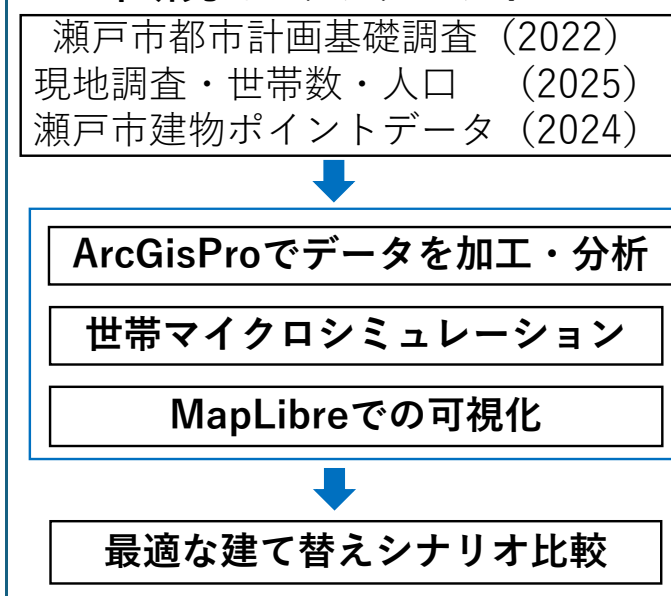 瀬戸市都市計画基礎調査（2022）
現地調査・世帯数・人口　（2025）
瀬戸市建物ポイントデータ（2024）
ArcGisProでデータを加工・分析
世帯マイクロシミュレーション
MapLibreでの可視化
最適な建て替えシナリオ比較